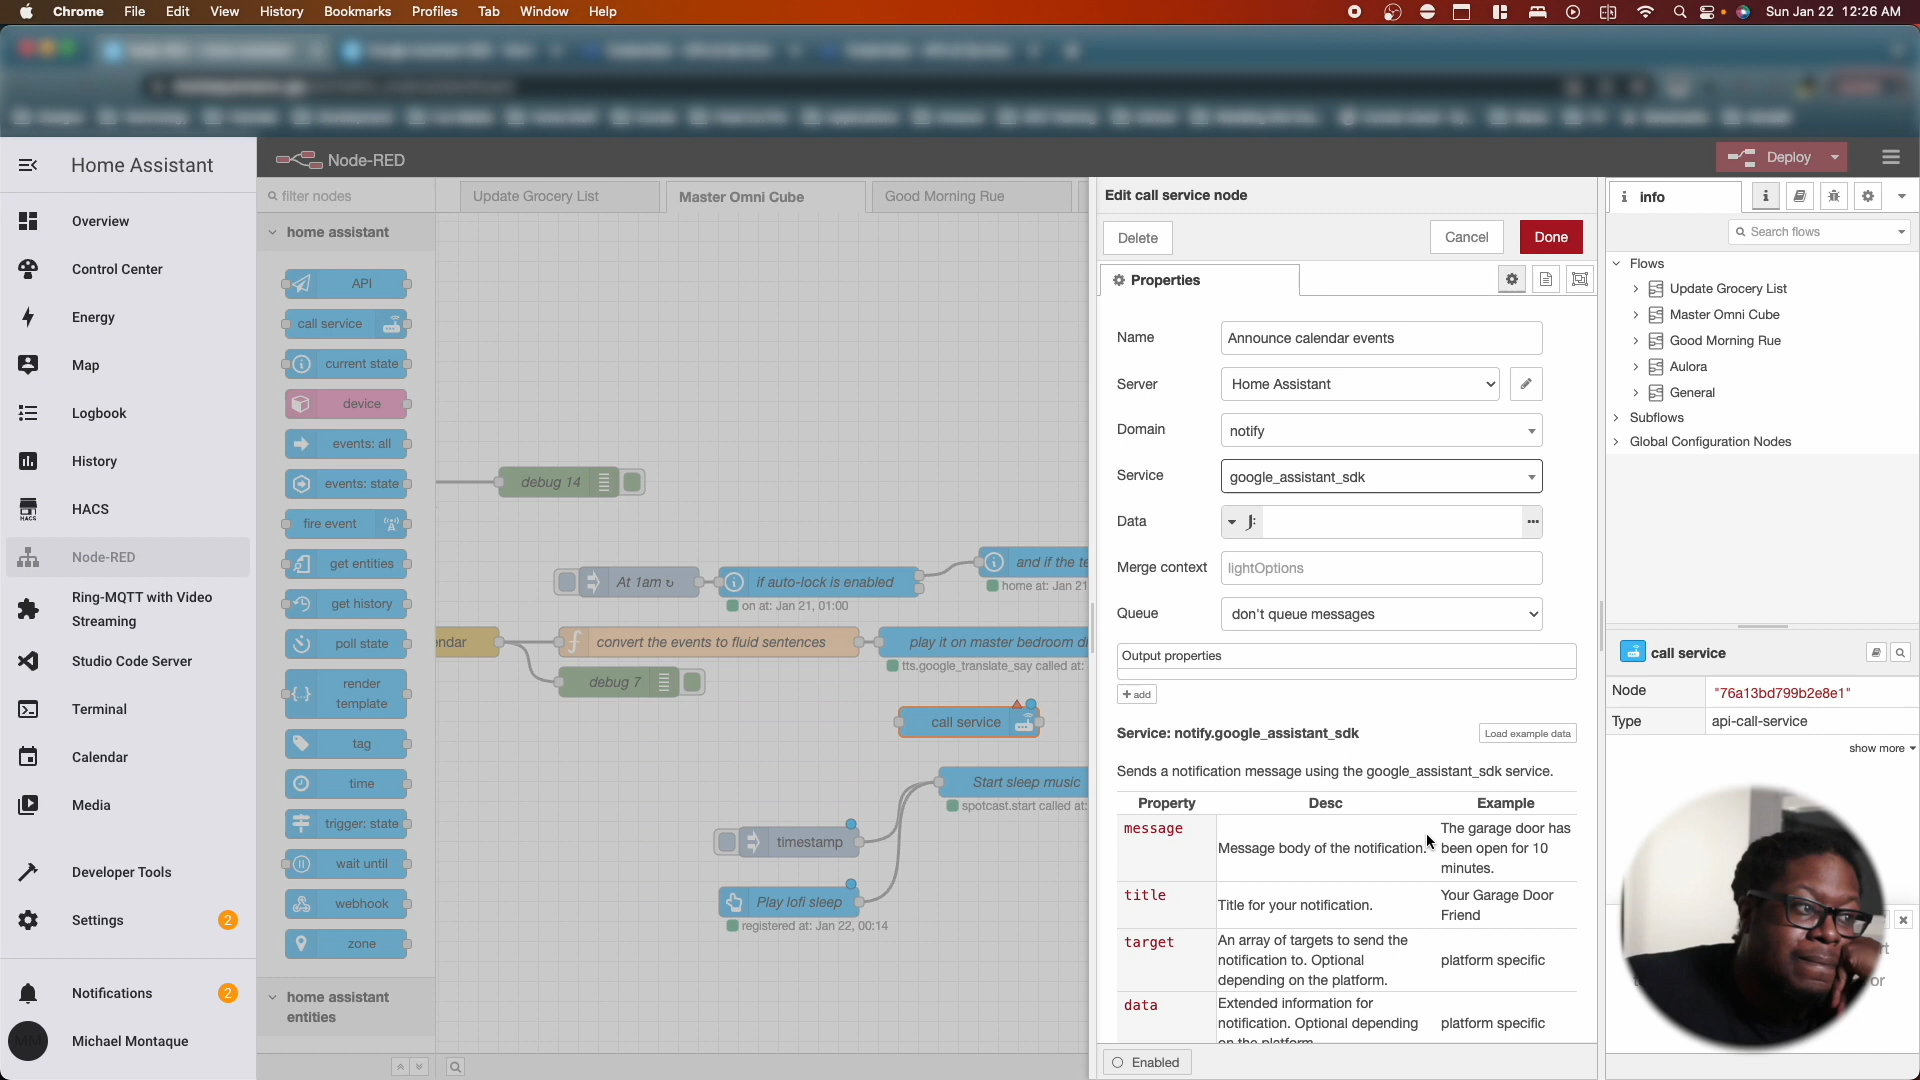 Chrome File Edit View History Bookmarks Profiles Tab Window Help
Sun Jan 22 12:26 AM
Home Assistant
Overview
Control Center
Energy
Map
Logbook
History
HACS
HACS
Node-RED
Ring-MQTT with Video
Streaming
Studio Code Server
Terminal
Calendar
Media
Developer Tools
Settings 2
Notifications 2
MM Michael Montaque
Node-RED
Deploy
filter nodes
home assistant
API
call service
current state
device
events: all
events: state
fire event
get entities
get history
poll state
render
template
tag
time
trigger: state
wait until
webhook
zone
home assistant
entities
Update Grocery List
Master Omni Cube
Good Morning Rue
debug 14
At 1am ↻
if auto-lock is enabled
on at: Jan 21, 01:00
and if the te
home at: Jan 21
ndar
convert the events to fluid sentences
play it on master bedroom di
tts.google_translate_say called at:
debug 7
call service
Start sleep music
spotcast.start called at:
timestamp
Play lofi sleep
registered at: Jan 22, 00:14
Edit call service node
Delete
Cancel
Done
Properties
Name Announce calendar events
Server Home Assistant
Domain notify
Service google_assistant_sdk
Data J:
Merge context lightOptions
Queue don't queue messages
Output properties
+ add
Service: notify.google_assistant_sdk
Load example data
Sends a notification message using the google_assistant_sdk service.
Property Desc Example
message Message body of the notification. The garage door has
been open for 10
minutes.
title Title for your notification. Your Garage Door
Friend
target An array of targets to send the
notification to. Optional
depending on the platform. platform specific
data Extended information for
notification. Optional depending
on the platform. platform specific
Enabled
i info
i
Search flows
Flows
Update Grocery List
Master Omni Cube
Good Morning Rue
Aulora
General
Subflows
Global Configuration Nodes
call service
Node "76a13bd799b2e8e1"
Type api-call-service
show more